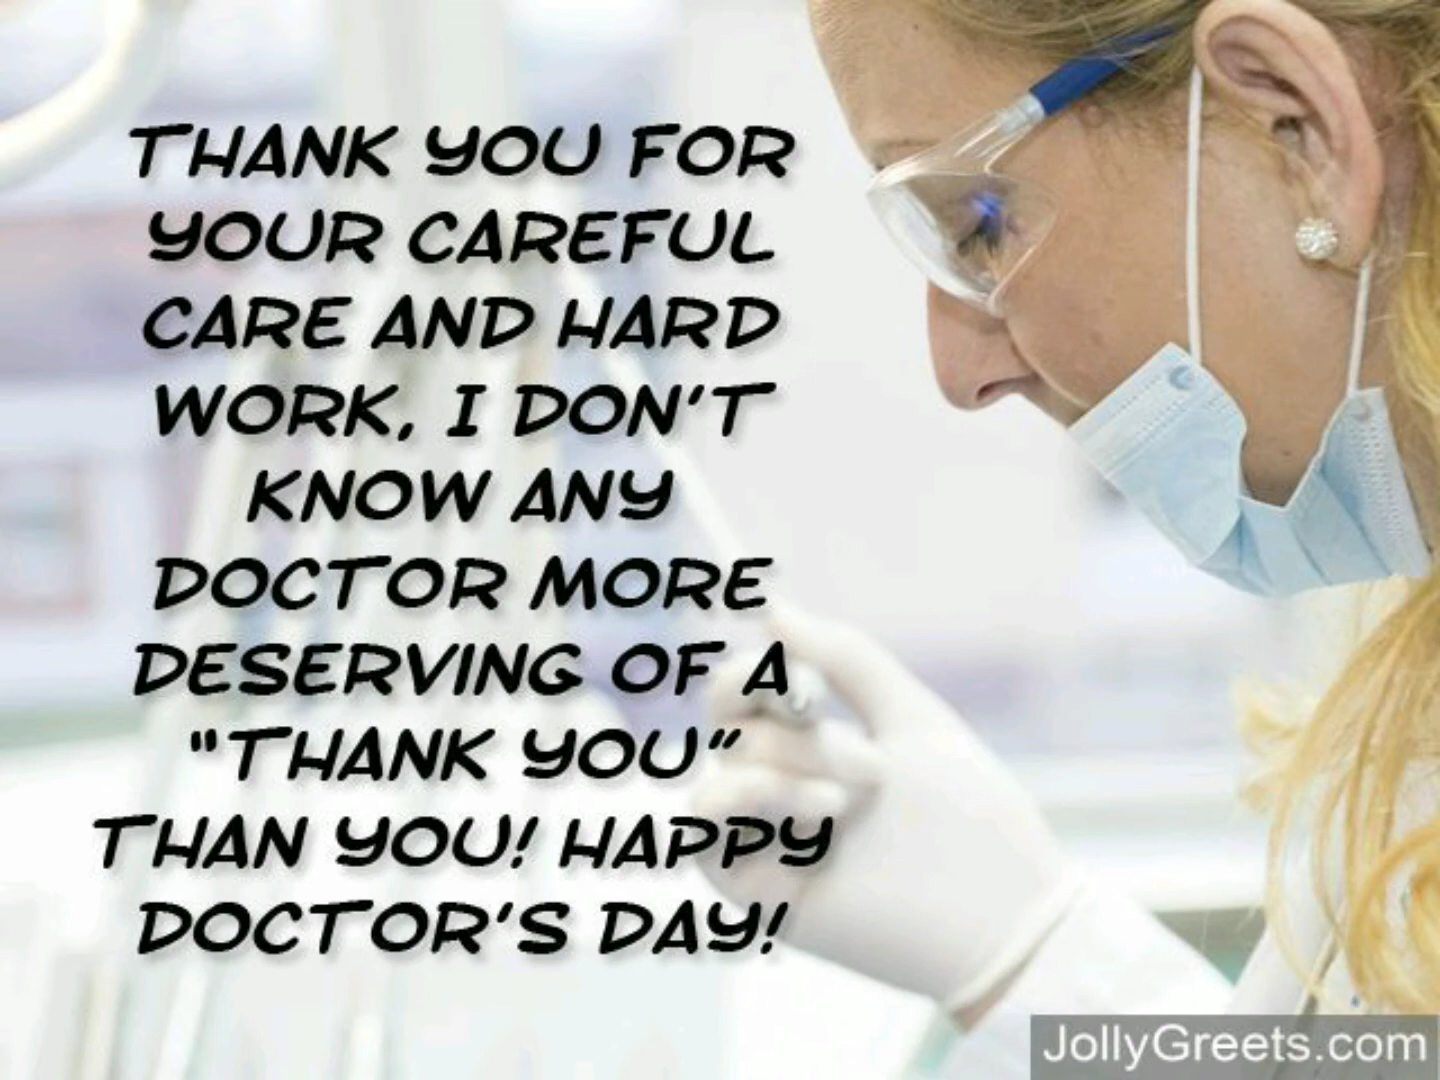 THANK YOU FOR
YOUR CAREFUL
CARE AND HARD
WORK, I DON'T
KNOW ANY
DOCTOR MORE
DESERVING OF A
"THANK YOU"
THAN YOU! HAPPY
DOCTOR'S DAY!
JollyGreets.com